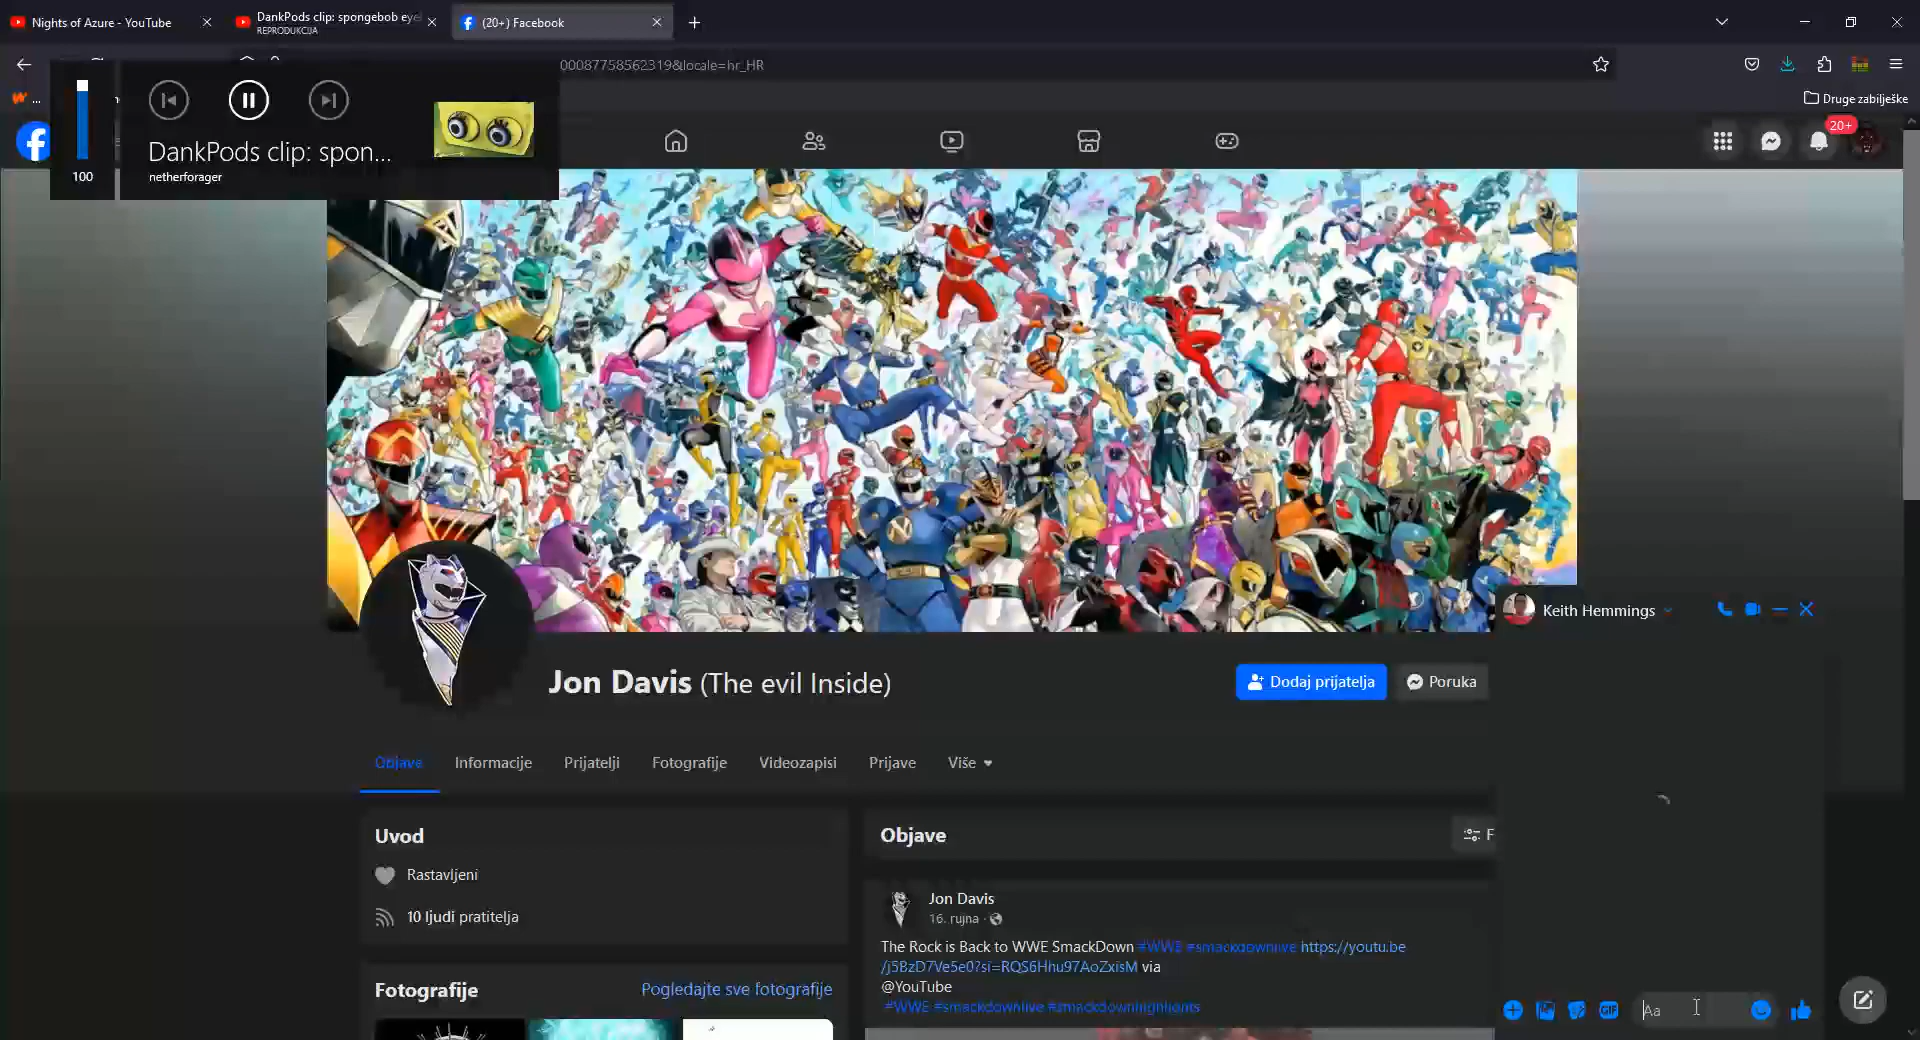 Nights of Azure - YouTube
DankPods clip: spongebob eye
REPRODUKCIJA
(20+) Facebook
00087758562319&locale=hr_HR
...
Druge zabilješke
100
DankPods clip: spon...
netherforager
20+
Keith Hemmings
Jon Davis (The evil Inside)
Dodaj prijatelja
Poruka
Objave
Informacije
Prijatelji
Fotografije
Videozapisi
Prijave
Više
Uvod
Rastavljeni
10 ljudi pratitelja
Fotografije
Pogledajte sve fotografije
Objave
F
Jon Davis
16. rujna ·
The Rock is Back to WWE SmackDown #WWE #smackdownlive https://youtu.be
/j5BzD7Ve5e0?si=RQS6Hhu97AoZxisM via
@YouTube
#WWE #smackdownlive #smackdownhighlights
GIF
Aa